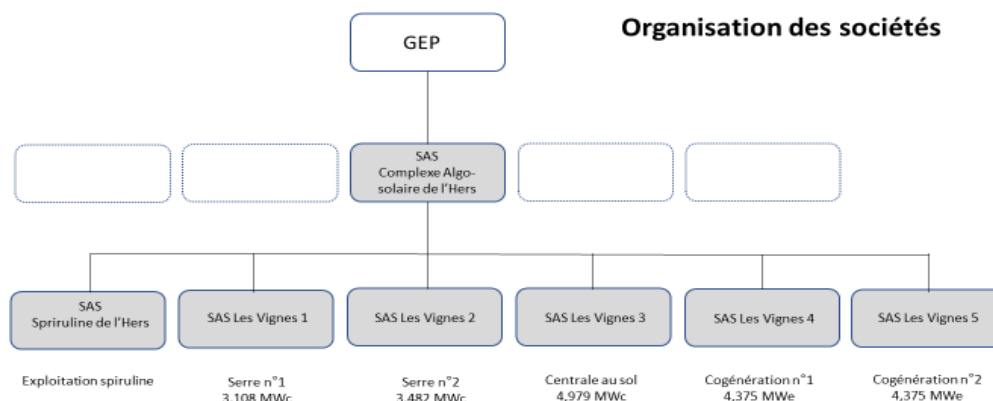 Organisation des sociétés
GEP
SAS
Complexe Algo-
solaire de l'Hers
SAS
Spriruline de l'Hers
SAS Les Vignes 1
SAS Les Vignes 2
SAS Les Vignes 3
SAS Les Vignes 4
SAS Les Vignes 5
Exploitation spiruline
Serre n°1
3,108 MWc
Serre n°2
3,482 MWc
Centrale au sol
4,979 MWc
Cogénération n°1
4,375 MWe
Cogénération n°2
4,375 MWe